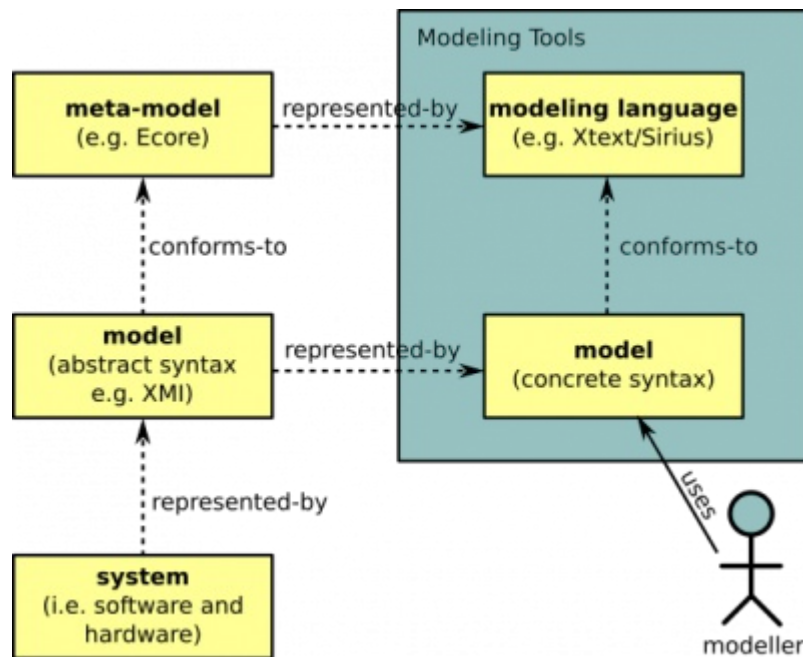 Modeling Tools
meta-model
(e.g. Ecore)
represented-by
modeling language
(e.g. Xtext/Sirius)
conforms-to
conforms-to
model
(abstract syntax
e.g. XMI)
represented-by
model
(concrete syntax)
represented-by
uses
system
(i.e. software and
hardware)
modeller